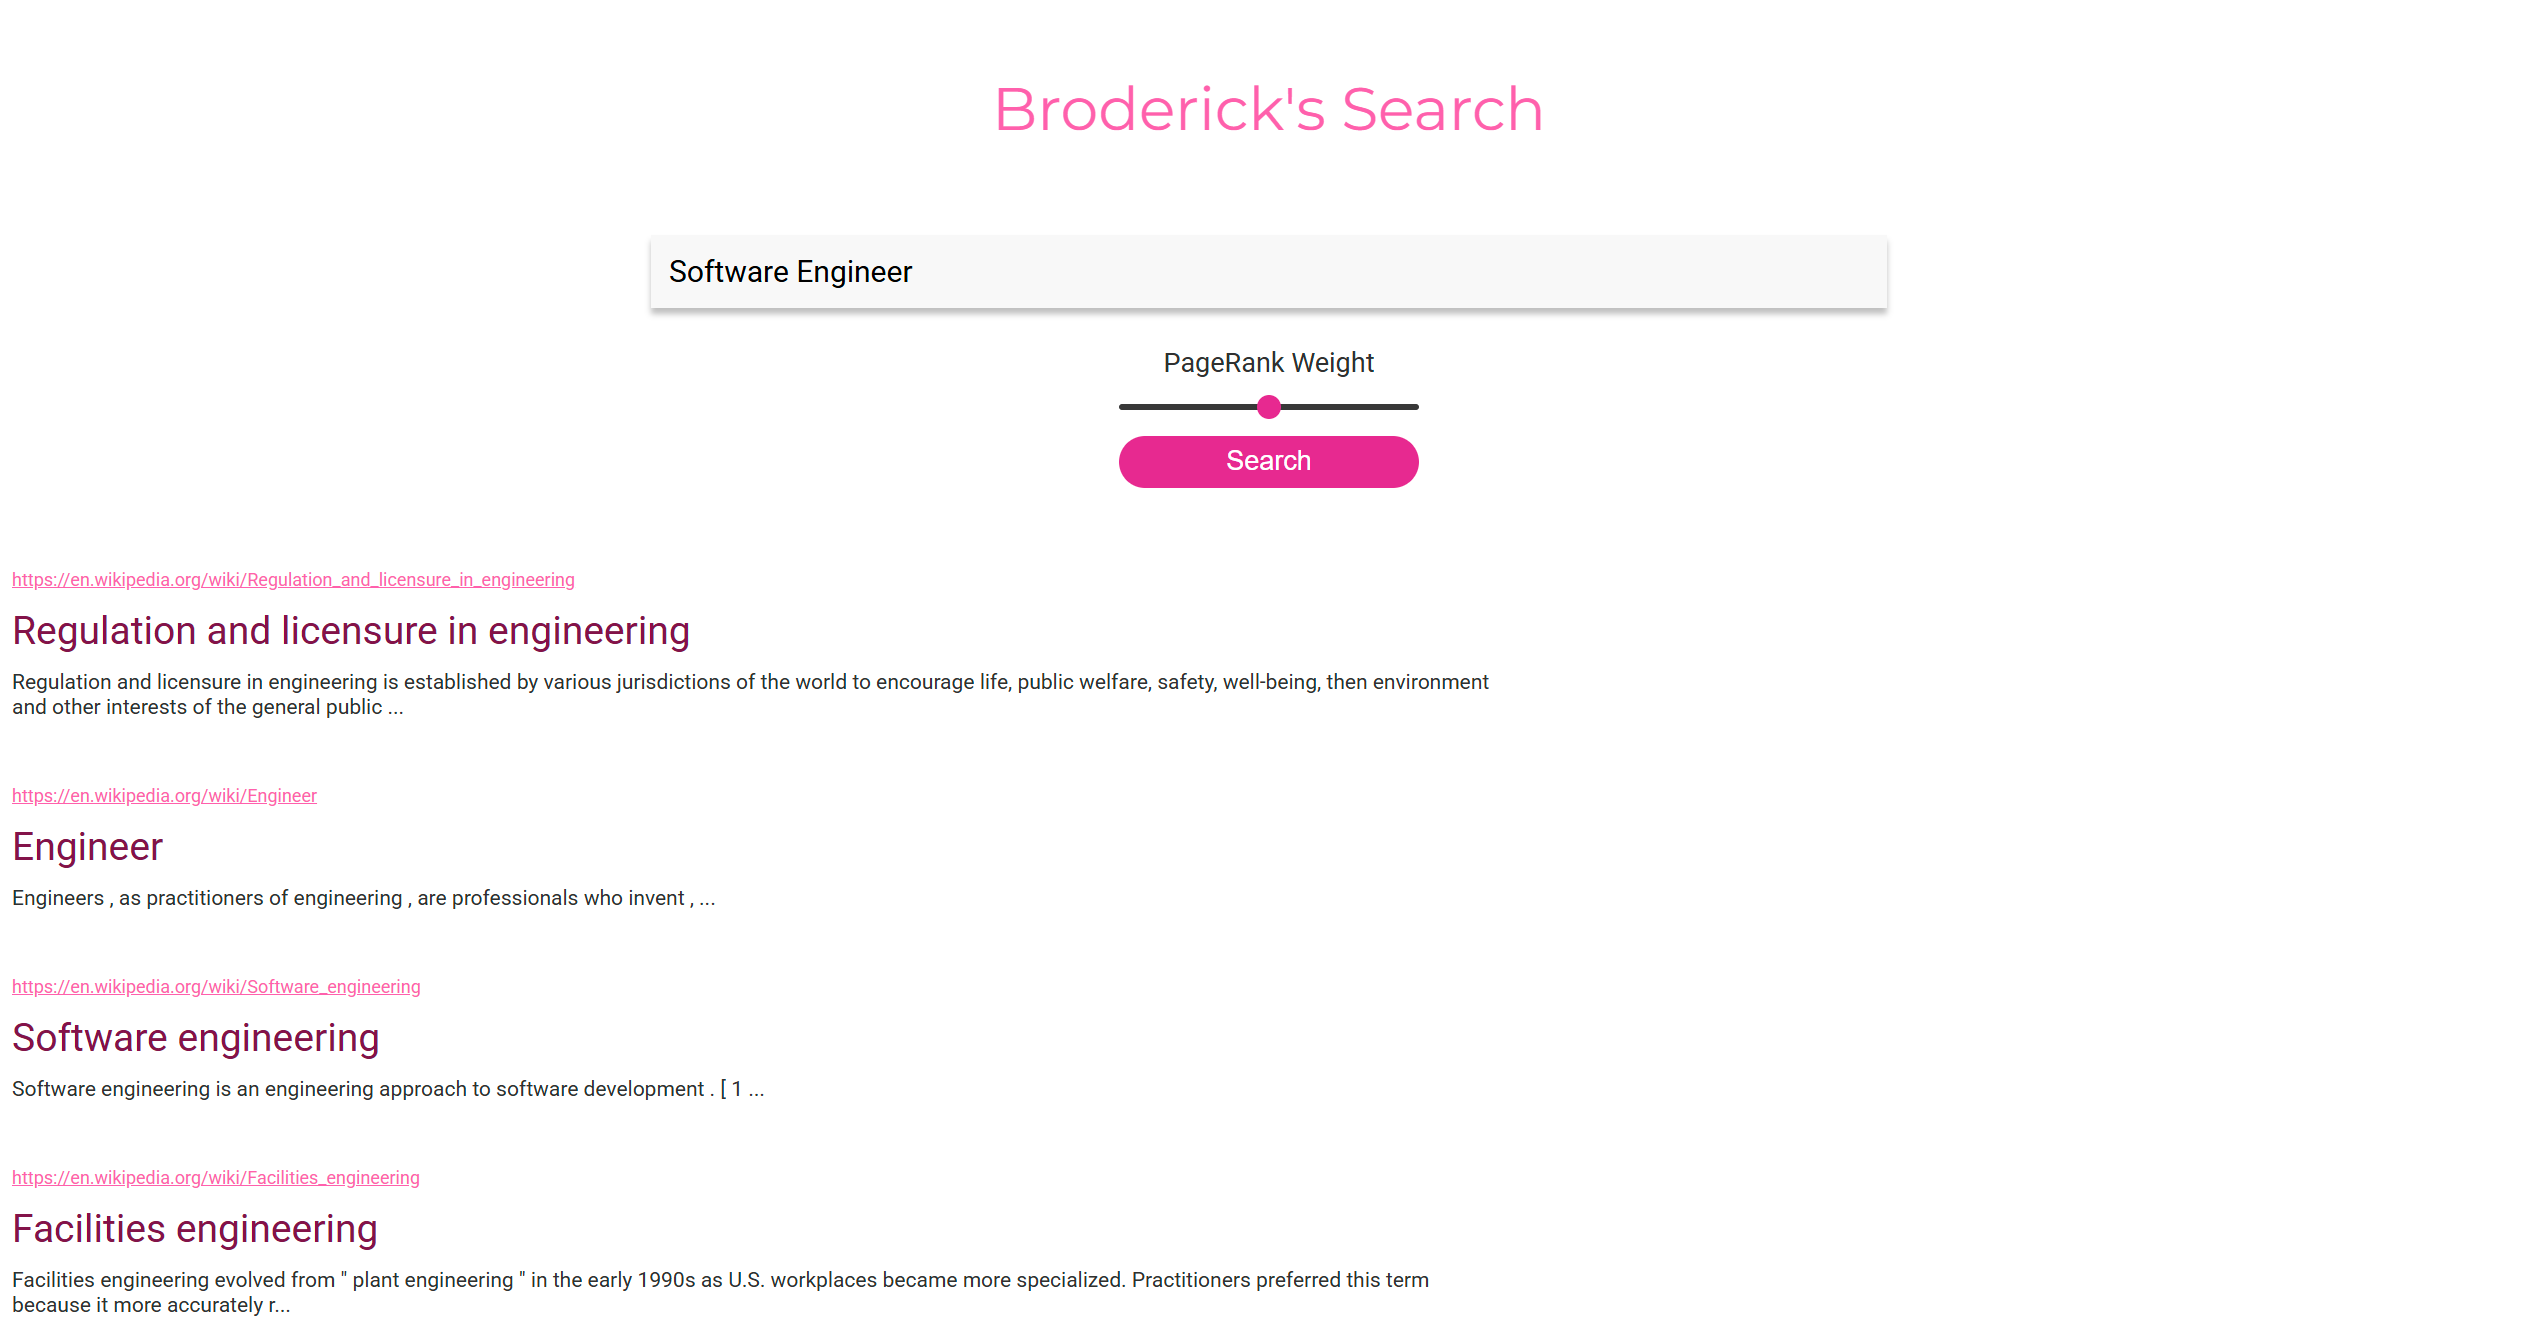 Broderick's Search
Software Engineer
PageRank Weight
Search
https://en.wikipedia.org/wiki/Regulation_and_licensure_in_engineering
Regulation and licensure in engineering
Regulation and licensure in engineering is established by various jurisdictions of the world to encourage life, public welfare, safety, well-being, then environment
and other interests of the general public ...
https://en.wikipedia.org/wiki/Engineer
Engineer
Engineers , as practitioners of engineering , are professionals who invent , ...
https://en.wikipedia.org/wiki/Software_engineering
Software engineering
Software engineering is an engineering approach to software development . [ 1 ...
https://en.wikipedia.org/wiki/Facilities_engineering
Facilities engineering
Facilities engineering evolved from " plant engineering " in the early 1990s as U.S. workplaces became more specialized. Practitioners preferred this term
because it more accurately r...